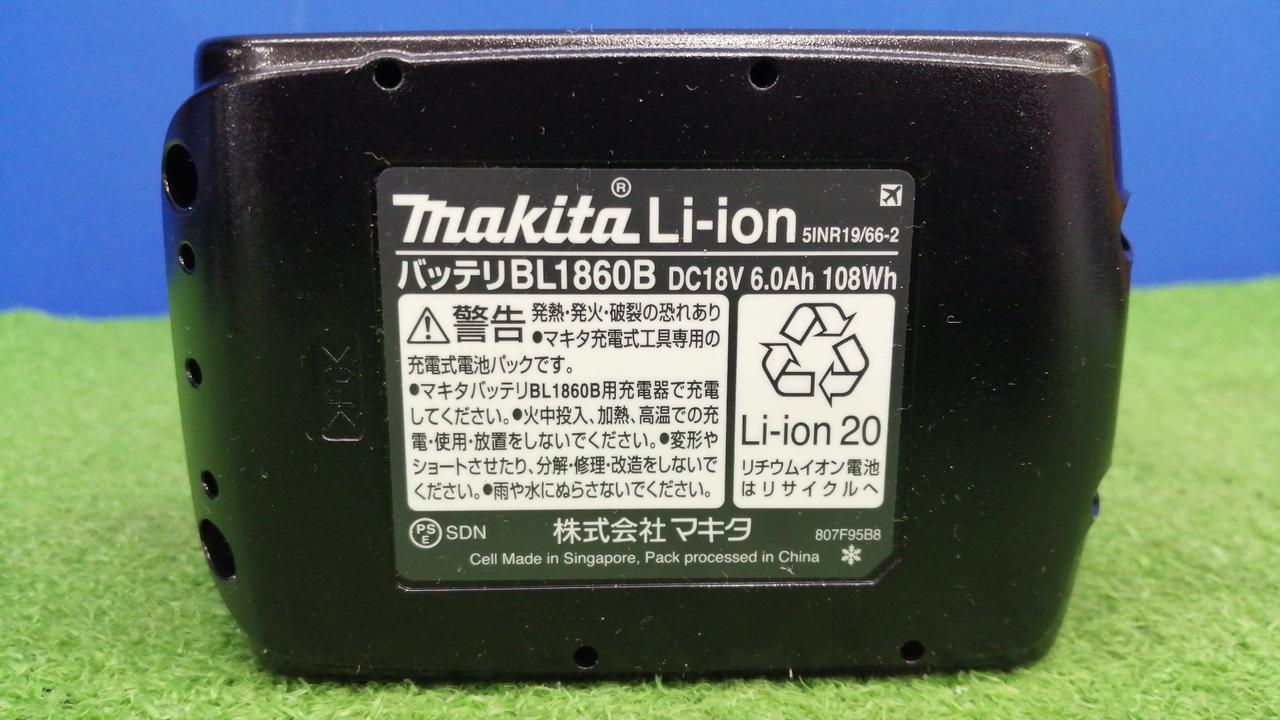 makita® Li-ion 5INR19/66-2
バッテリBL1860B DC18V 6.0Ah 108Wh
警告 発熱・発火・破裂の恐れあり
●マキタ充電式工具専用の
充電式電池パックです。
●マキタバッテリBL1860B用充電器で充電
してください。●火中投入、加熱、高温での充
電・使用・放置をしないでください。●変形や
ショートさせたり、分解・修理・改造をしないで
ください。●雨や水にぬらさないでください。
Li-ion 20
リチウムイオン電池
はリサイクルへ
PSE SDN 株式会社 マキタ 807F95B8
Cell Made in Singapore, Pack processed in China